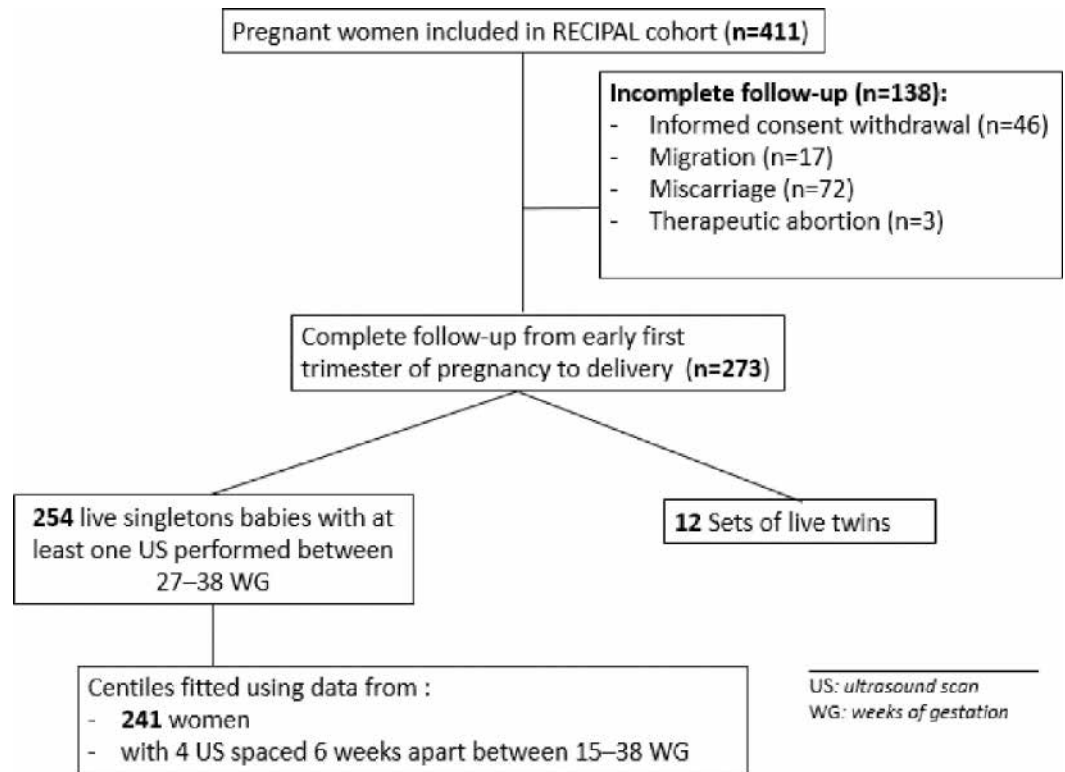 Pregnant women included in RECIPAL cohort (n=411)
Incomplete follow-up (n=138):
- Informed consent withdrawal (n=46)
- Migration (n=17)
- Miscarriage (n=72)
- Therapeutic abortion (n=3)
Complete follow-up from early first
trimester of pregnancy to delivery (n=273)
254 live singletons babies with at
least one US performed between
27–38 WG
12 Sets of live twins
Centiles fitted using data from :
- 241 women
- with 4 US spaced 6 weeks apart between 15–38 WG
US: ultrasound scan
WG: weeks of gestation